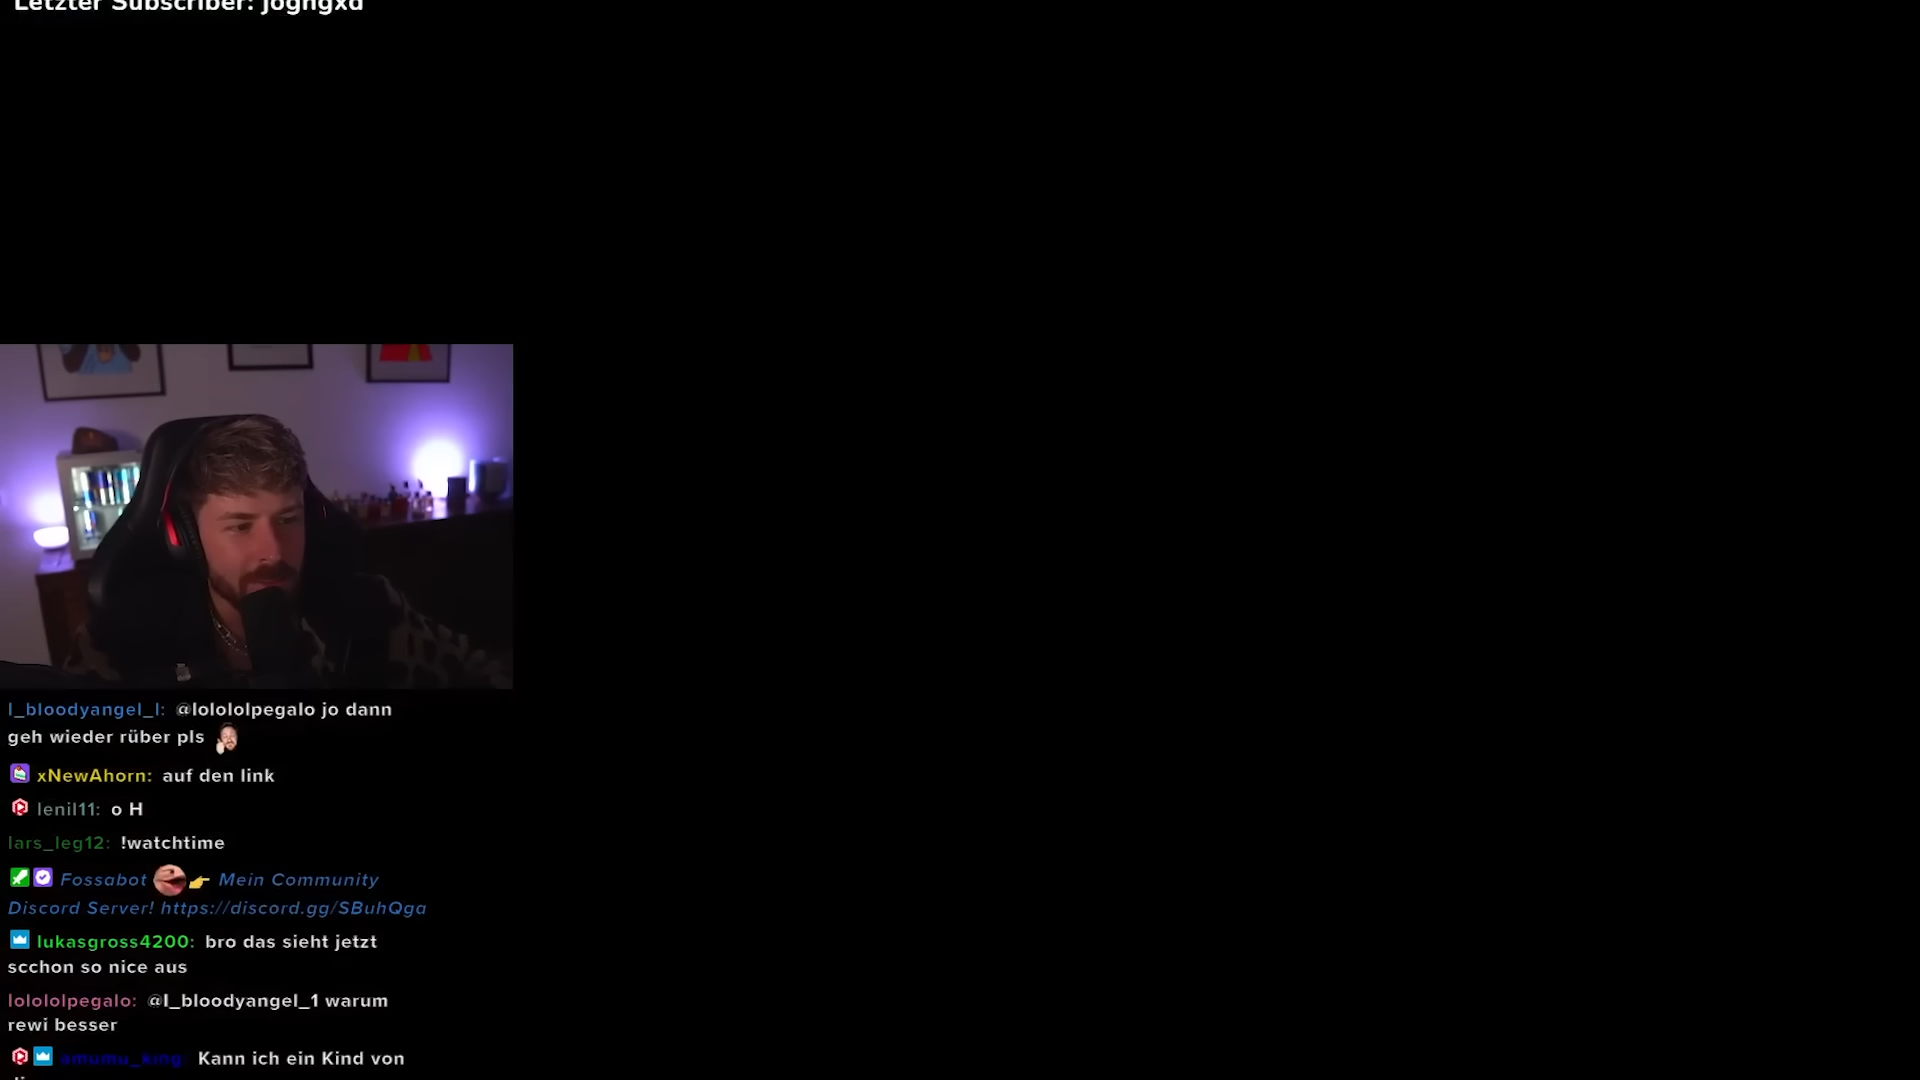 Letzter Subscriber: jogngxd
l_bloodyangel_l: @lolololpegalo jo dann
geh wieder rüber pls
xNewAhorn: auf den link
lenil11: o H
lars_leg12: !watchtime
Fossabot Mein Community
Discord Server! https://discord.gg/SBuhQga
lukasgross4200: bro das sieht jetzt
scchon so nice aus
lolololpegalo: @l_bloodyangel_1 warum
rewi besser
emumu_king: Kann ich ein Kind von